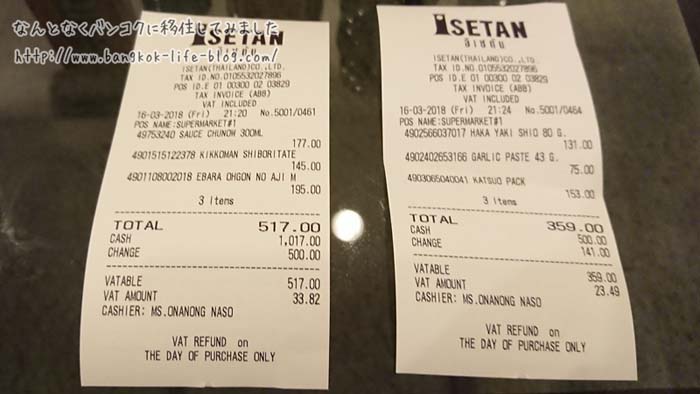 なんとなくバンコクに移住してみました
http://www.bangkok-life-blog.com/
ISETAN
อิเซตัน
ISETAN(THAILAND)CO.,LTD.
TAX ID.NO.0105532027896
POS ID.E 01 00300 02 03829
TAX INVOICE (ABB)
VAT INCLUDED
16-03-2018 (Fri) 21:20 No.5001/0461
POS NAME:SUPERMARKET#1
49753240 SAUCE CHUNOW 300ML
177.00
4901515122378 KIKKOMAN SHIBORITATE
145.00
4901108002018 EBARA OHGON NO AJI M
195.00
3 Items
TOTAL 517.00
CASH 1,017.00
CHANGE 500.00
VATABLE 517.00
VAT AMOUNT 33.82
CASHIER: MS.ONANONG NASO
VAT REFUND on
THE DAY OF PURCHASE ONLY
ISETAN
อิเซตัน
ISETAN(THAILAND)CO.,LTD.
TAX ID.NO.0105532027896
POS ID.E 01 00300 02 03829
TAX INVOICE (ABB)
VAT INCLUDED
16-03-2018 (Fri) 21:24 No.5001/0464
POS NAME:SUPERMARKET#1
4902566037017 HAKA YAKI SHIO 80 G.
131.00
4902402653166 GARLIC PASTE 43 G.
75.00
4903065040041 KATSUO PACK
153.00
3 Items
TOTAL 359.00
CASH 500.00
CHANGE 141.00
VATABLE 359.00
VAT AMOUNT 23.49
CASHIER: MS.ONANONG NASO
VAT REFUND on
THE DAY OF PURCHASE ONLY